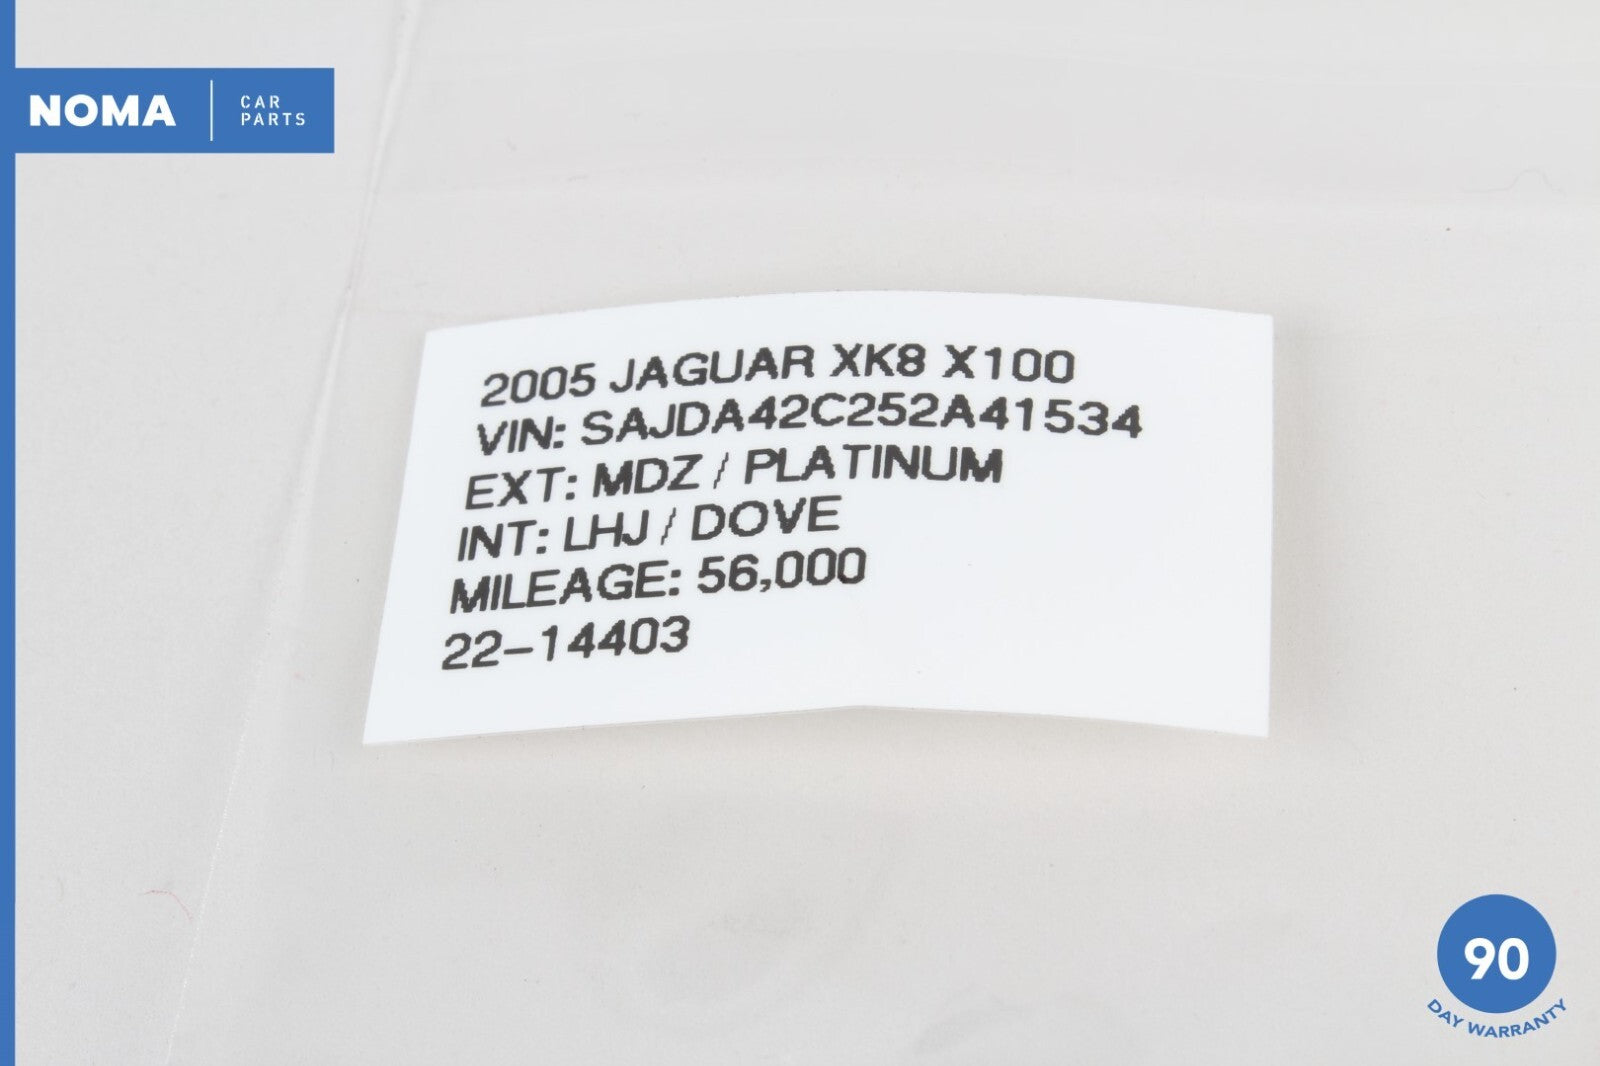 NOMA
CAR
PARTS
2005 JAGUAR XK8 X100
VIN: SAJDA42C252A41534
EXT: MDZ / PLATINUM
INT: LHJ / DOVE
MILEAGE: 56,000
22-14403
90
DAY WARRANTY